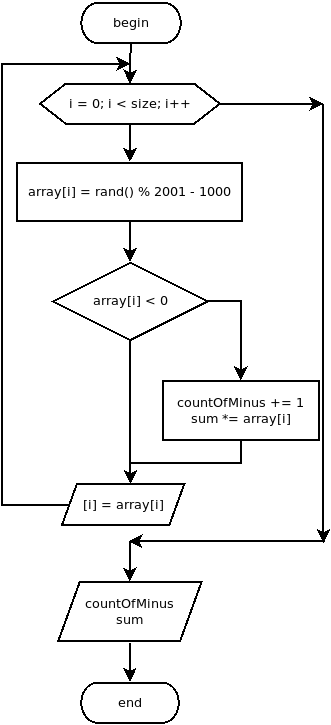 begin
i = 0; i < size; i++
array[i] = rand() % 2001 - 1000
array[i] < 0
countOfMinus += 1
sum *= array[i]
[i] = array[i]
countOfMinus
sum
end